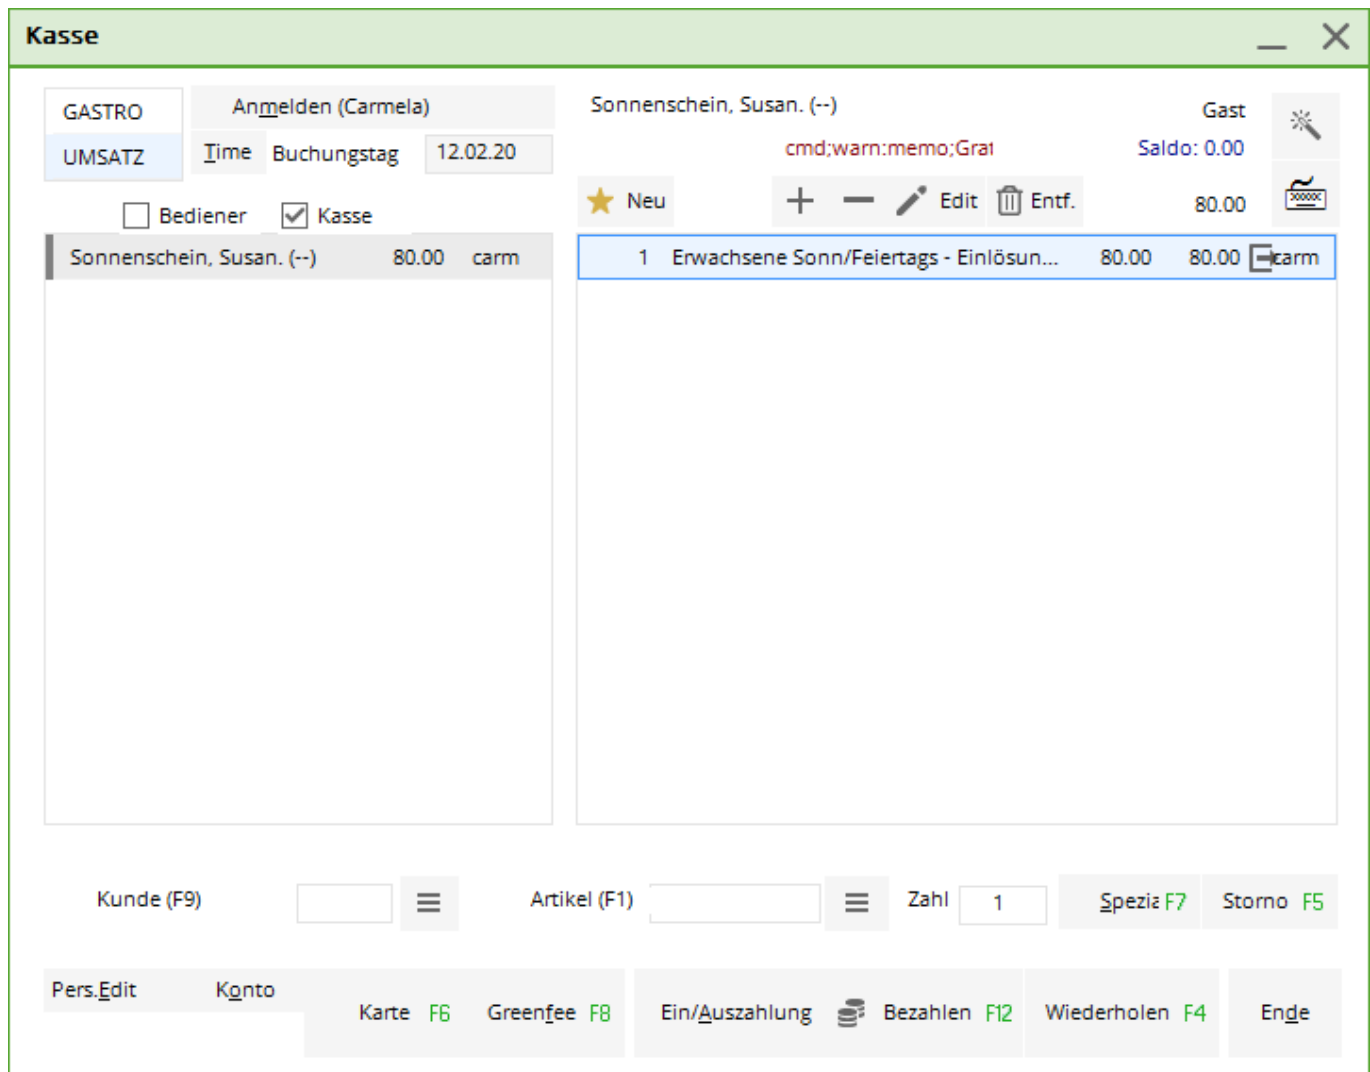 Kasse
GASTRO
Anmelden (Carmela)
UMSATZ
Time Buchungstag 12.02.20
Bediener Kasse
Sonnenschein, Susan. (--) 80.00 carm
Sonnenschein, Susan. (--) Gast
cmd;warn:memo;Grat Saldo: 0.00
Neu Edit Entf. 80.00
1 Erwachsene Sonn/Feiertags - Einlösun... 80.00 80.00 carm
Kunde (F9) Artikel (F1) Zahl 1 Spezia F7 Storno F5
Pers.Edit Konto
Karte F6 Greenfee F8 Ein/Auszahlung Bezahlen F12 Wiederholen F4 Ende